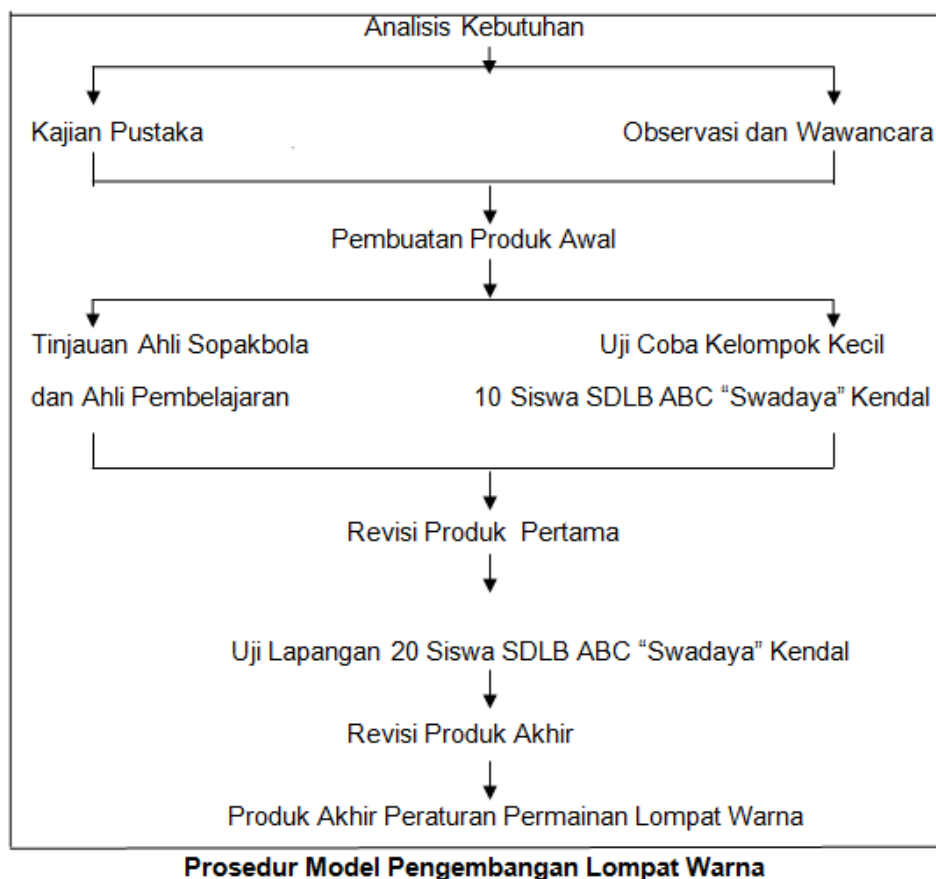 Analisis Kebutuhan
Kajian Pustaka
Observasi dan Wawancara
Pembuatan Produk Awal
Tinjauan Ahli Sopakbola
dan Ahli Pembelajaran
Uji Coba Kelompok Kecil
10 Siswa SDLB ABC “Swadaya” Kendal
Revisi Produk Pertama
Uji Lapangan 20 Siswa SDLB ABC “Swadaya” Kendal
Revisi Produk Akhir
Produk Akhir Peraturan Permainan Lompat Warna
Prosedur Model Pengembangan Lompat Warna